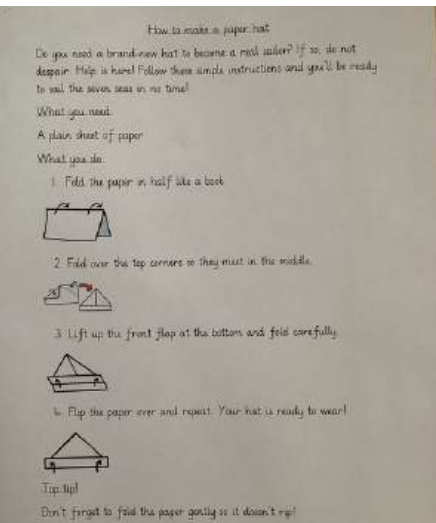 How to make a paper hat
Do you need a brand-new hat to become a real sailor? If so, do not
despair. Help is here! Follow these simple instructions and you'll be ready
to sail the seven seas in no time!
What you need:
A plain sheet of paper
What you do:
1. Fold the paper in half like a book.
2. Fold over the top corners so they meet in the middle.
3. Lift up the front flap at the bottom and fold carefully.
4. Flip the paper over and repeat. Your hat is ready to wear!
Top tip!
Don't forget to fold the paper gently so it doesn't rip!